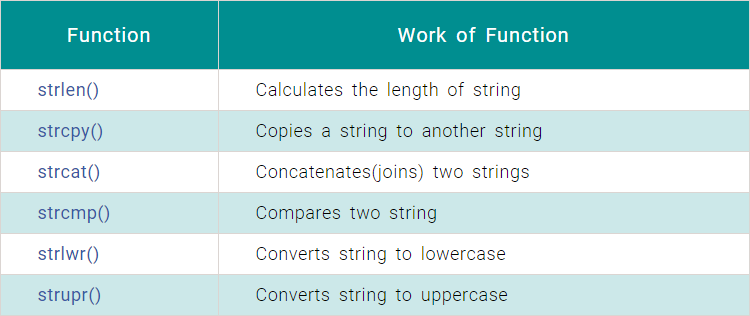 Function Work of Function
strlen() Calculates the length of string
strcpy() Copies a string to another string
strcat() Concatenates(joins) two strings
strcmp() Compares two string
strlwr() Converts string to lowercase
strupr() Converts string to uppercase